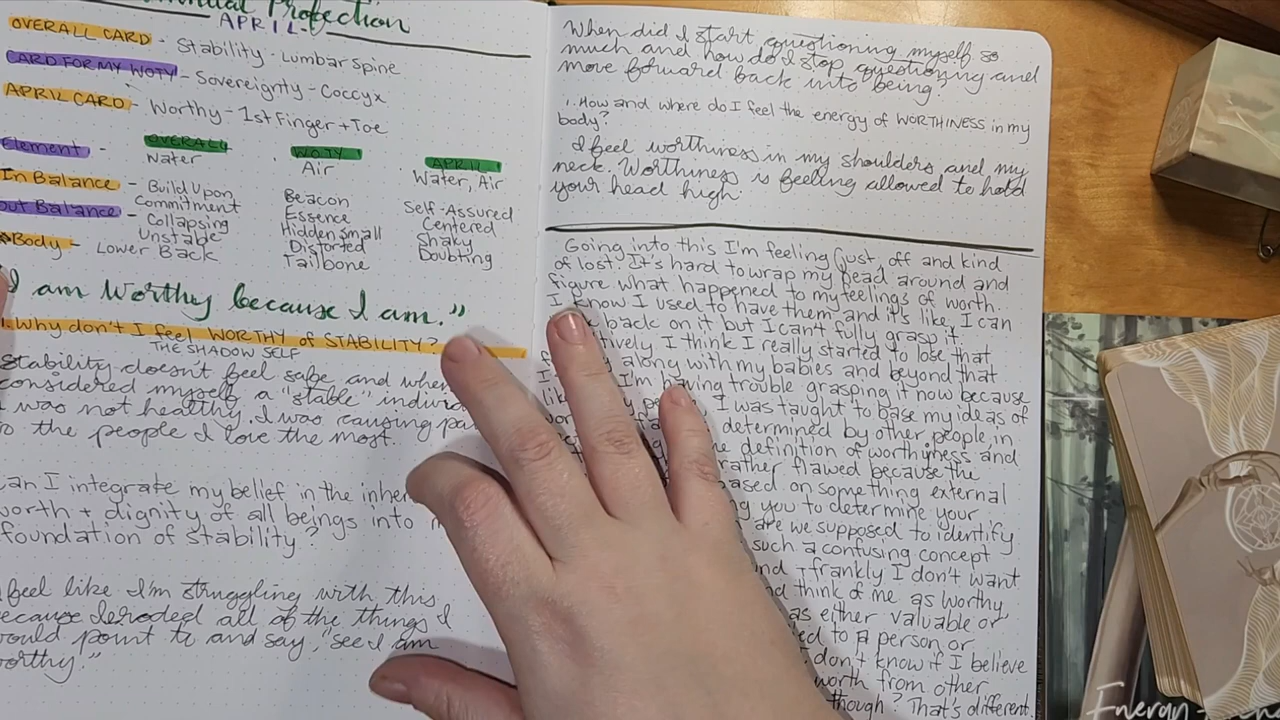 Annual Profection
APRIL
OVERALL CARD - Stability - Lumbar Spine
CARD FOR MY WOTY - Sovereignty - Coccyx
APRIL CARD - Worthy - 1st Finger + Toe
Element - OVERALL WOTY APRIL
Water Air Water, Air
In Balance - Build Upon Beacon Self-Assured
Commitment Essence Centered
out Balance - Collapsing Hidden Small Shaky
Unstable Distorted Doubting
Body - Lower Back Tailbone
I am Worthy because I am."
1. Why don't I feel WORTHY of STABILITY?
THE SHADOW SELF
Stability doesn't feel safe and when
considered myself a "stable"
I was not healthy. I was causing
to the people I love the most.
can I integrate my belief in the
worth + dignity of all beings into
foundation of stability?
feel like I'm struggling with this
because I eroded all of the things I
would point to and say, "see I am
worthy."
When did I start questioning myself so
much and how do I stop questioning and
move forward back into being?
1. How and where do I feel the energy of WORTHINESS in my
body?
I feel worthiness in my shoulders and my
neck. Worthiness is feeling allowed to hold
your head high.
Going into this I'm feeling just, off and kind
of lost. It's hard to wrap my head around and
figure what happened to my feelings of worth.
I know I used to have them and it's like I can
back on it but I can't fully grasp it.
I think I really started to lose that
along with my babies and beyond that
I'm having trouble grasping it now because
I was taught to base my ideas of
determined by other people, in
definition of worthyness and
rather flawed because the
based on something external
you to determine your
are we supposed to identify
such a confusing concept
frankly I don't want
think of me as worthy
as either valuable or
to a person or
don't know if I believe
worth from other
though? That's different.
Energy